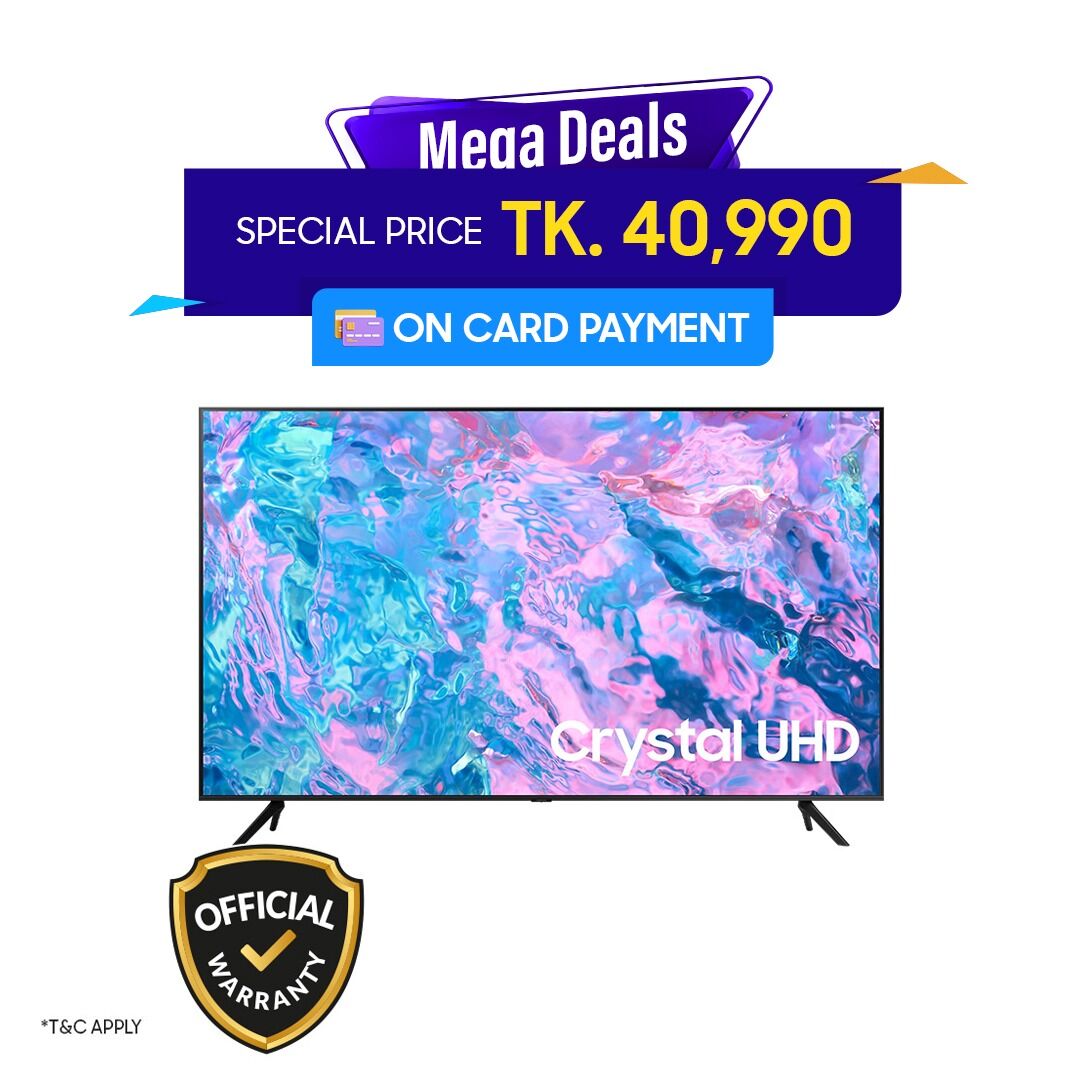 Mega Deals
SPECIAL PRICE TK. 40,990
ON CARD PAYMENT
Crystal UHD
OFFICIAL
WARRANTY
*T&C APPLY